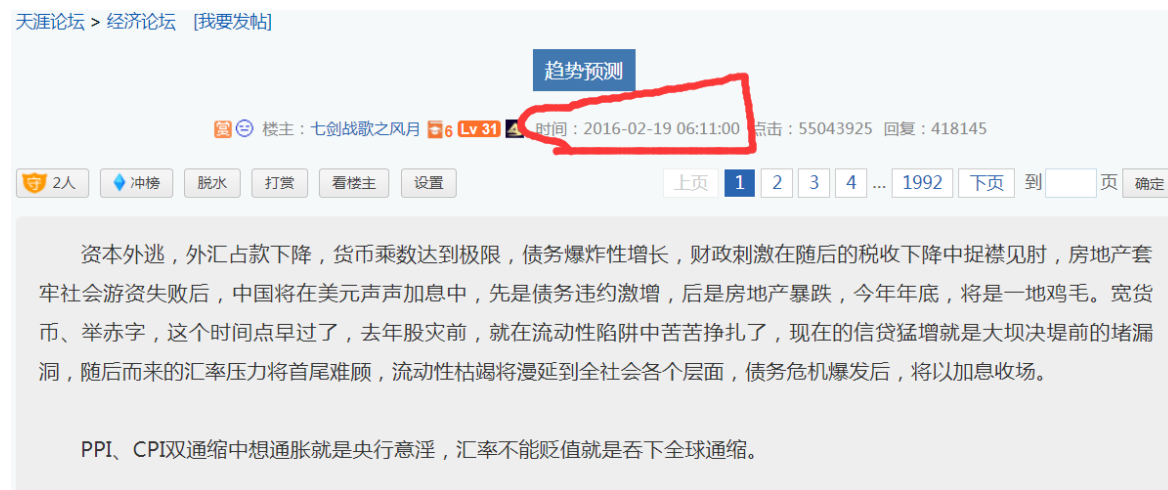 天涯论坛 > 经济论坛 [我要发帖]
趋势预测
赏 楼主：七剑战歌之风月 6 Lv 31 时间：2016-02-19 06:11:00 点击：55043925 回复：418145
守 2人 冲榜 脱水 打赏 看楼主 设置 上页 1 2 3 4 ... 1992 下页 到 页 确定
资本外逃，外汇占款下降，货币乘数达到极限，债务爆炸性增长，财政刺激在随后的税收下降中捉襟见肘，房地产套
牢社会游资失败后，中国将在美元声声加息中，先是债务违约激增，后是房地产暴跌，今年年底，将是一地鸡毛。宽货
币、举赤字，这个时间点早过了，去年股灾前，就在流动性陷阱中苦苦挣扎了，现在的信贷猛增就是大坝决堤前的堵漏
洞，随后而来的汇率压力将首尾难顾，流动性枯竭将漫延到全社会各个层面，债务危机爆发后，将以加息收场。
PPI、CPI双通缩中想通胀就是央行意淫，汇率不能贬值就是吞下全球通缩。